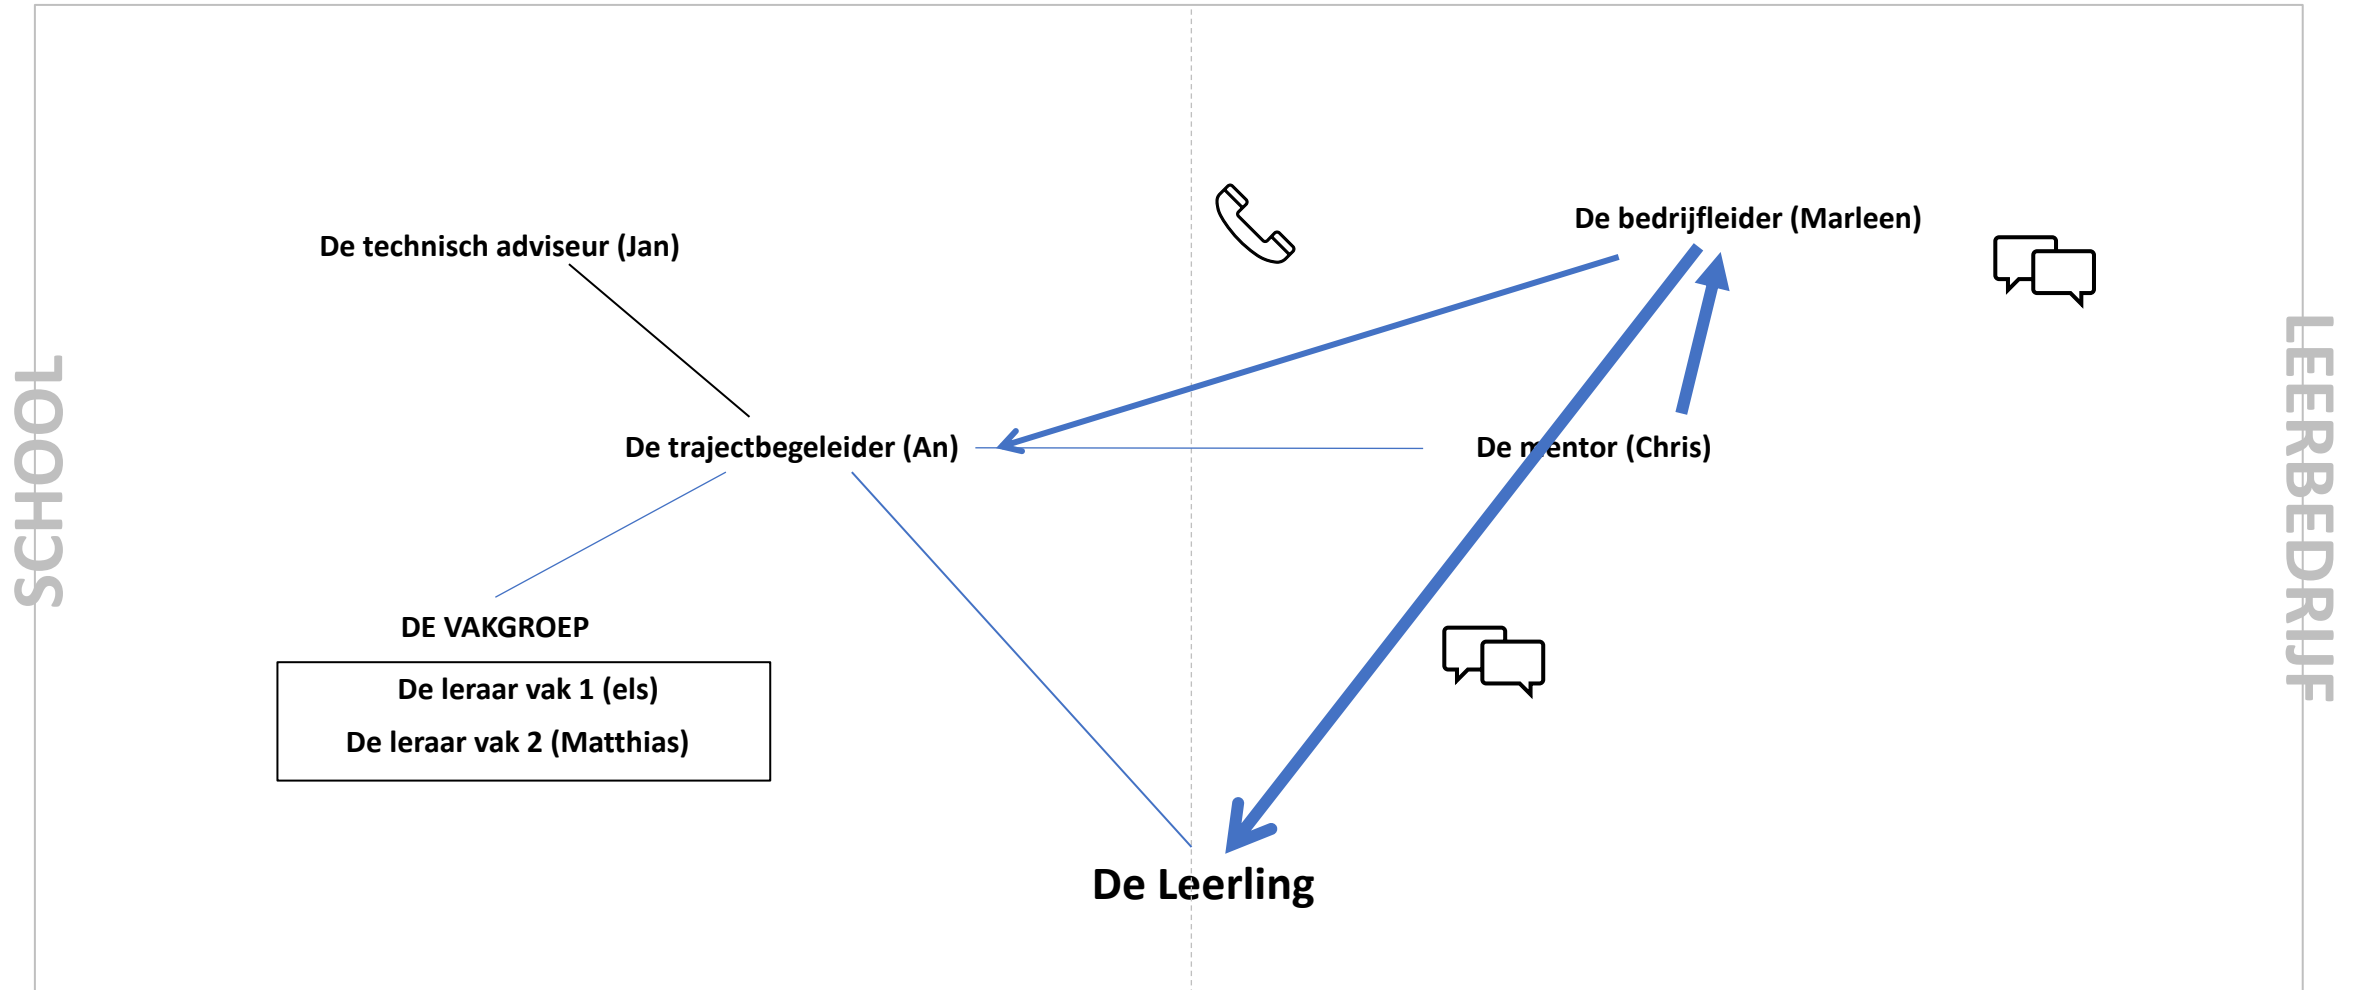 De bedrijfleider (Marleen)
De technisch adviseur (Jan)
SCHOOL
LEERBEDRIJF
De trajectbegeleider (An)
De mentor (Chris)
DE VAKGROEP
De leraar vak 1 (els)
De leraar vak 2 (Matthias)
De Leerling